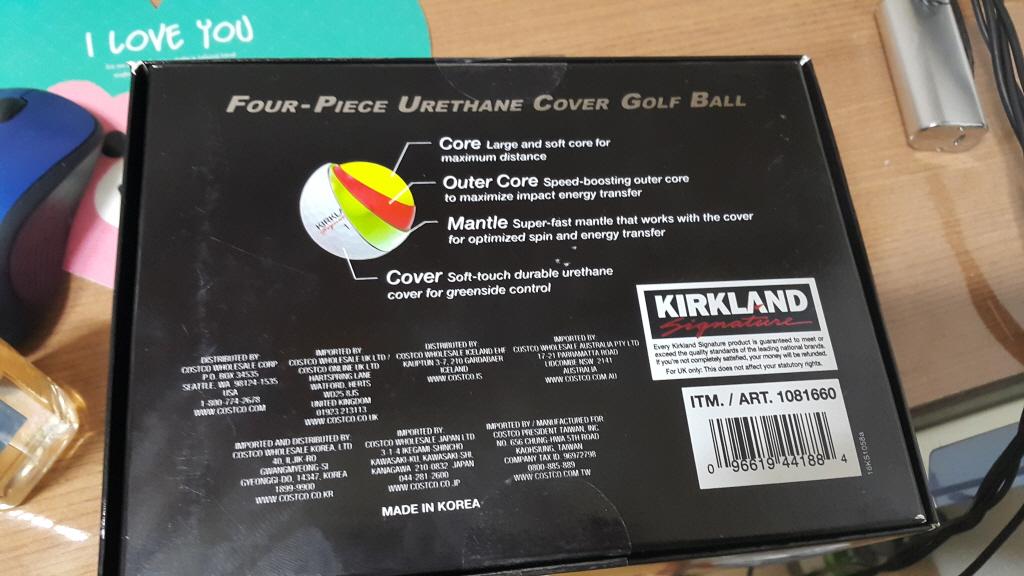 I LOVE YOU
FOUR-PIECE URETHANE COVER GOLF BALL
Core Large and soft core for
maximum distance
Outer Core Speed-boosting outer core
to maximize impact energy transfer
Mantle Super-fast mantle that works with the cover
for optimized spin and energy transfer
Cover Soft-touch durable urethane
cover for greenside control
KIRKLAND
Signature
Every Kirkland Signature product is guaranteed to meet or
exceed the quality standards of the leading national brands.
If you're not completely satisfied, your money will be refunded.
For UK only: This does not affect your statutory rights.
ITM. / ART. 1081660
0 96619 44188 4
DISTRIBUTED BY
COSTCO WHOLESALE CORP
P.O. BOX 34535
SEATTLE, WA 98124-1535
USA
1-800-774-2678
WWW.COSTCO.COM
IMPORTED BY
COSTCO WHOLESALE UK LTD /
COSTCO ONLINE UK LTD
HARTSPRING LANE
WATFORD, HERTS
WD25 8JS
UNITED KINGDOM
01923 213113
WWW.COSTCO.CO.UK
DISTRIBUTED BY
COSTCO WHOLESALE ICELAND EHF
KAUPTÚN 3-7, 210 GARDABAER
ICELAND
WWW.COSTCO.IS
IMPORTED BY
COSTCO WHOLESALE AUSTRALIA PTY LTD
17-21 PARRAMATTA ROAD
LIDCOMBE NSW 2141
AUSTRALIA
WWW.COSTCO.COM.AU
IMPORTED AND DISTRIBUTED BY:
COSTCO WHOLESALE KOREA, LTD
40, ILJIK-RO
GWANGMYEONG-SI
GYEONGGI-DO, 14347, KOREA
1899-9900
WWW.COSTCO.CO.KR
IMPORTED BY:
COSTCO WHOLESALE JAPAN LTD
3-1-4 IKEGAMI-SHINCHO
KAWASAKI-KU, KAWASAKI-SHI,
KANAGAWA 210-0832 JAPAN
044-281-2600
WWW.COSTCO.CO.JP
IMPORTED BY / MANUFACTURED FOR
COSTCO PRESIDENT TAIWAN, INC
NO. 656 CHUNG-HWA 5TH ROAD
KAOHSIUNG, TAIWAN
COMPANY TAX ID 96972798
0800-885-889
WWW.COSTCO.COM.TW
MADE IN KOREA